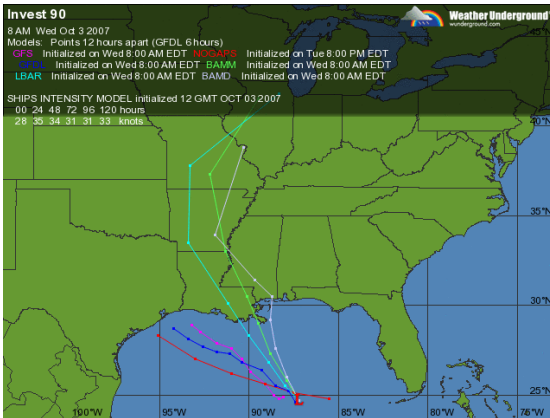 Invest 90
Weather Underground
wunderground.com
8 AM Wed Oct 3 2007
Models: Points 12 hours apart (GFDL 6 hours)
GFS Initialized on Wed 8:00 AM EDT NOGAPS Initialized on Tue 8:00 PM EDT
GFDL Initialized on Wed 8:00 AM EDT BAMM Initialized on Wed 8:00 AM EDT
LBAR Initialized on Wed 8:00 AM EDT BAMD Initialized on Wed 8:00 AM EDT
SHIPS INTENSITY MODEL initialized 12 GMT OCT 03 2007
00 24 48 72 96 120 hours
28 35 34 31 31 33 knots
40°N
35°N
30°N
25°N
100°W
95°W
90°W
85°W
80°W
75°W